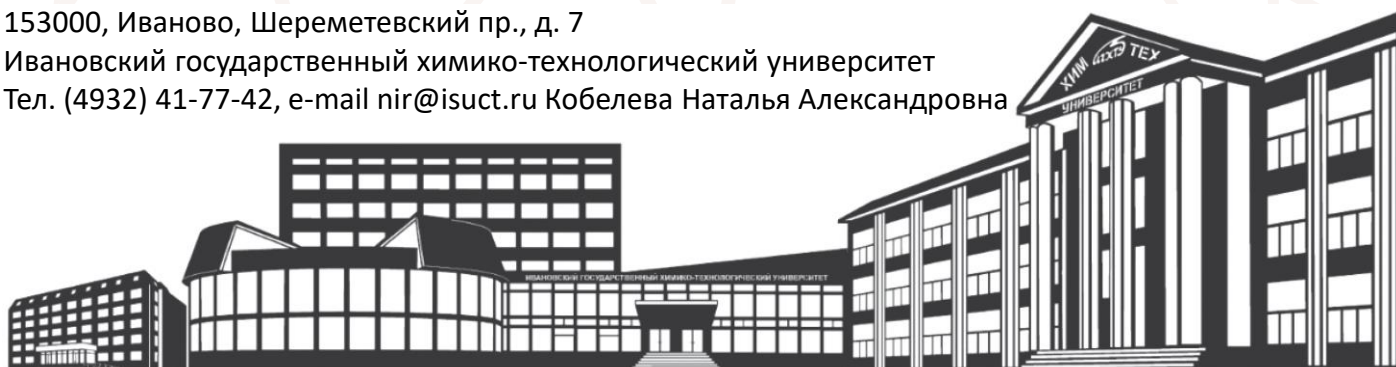 153000, Иваново, Шереметевский пр., д. 7
Ивановский государственный химико-технологический университет
Тел. (4932) 41-77-42, e-mail nir@isuct.ru Кобелева Наталья Александровна
ХИМ ИХТИ ТЕХ
УНИВЕРСИТЕТ
ИВАНОВСКИЙ ГОСУДАРСТВЕННЫЙ ХИМИКО-ТЕХНОЛОГИЧЕСКИЙ УНИВЕРСИТЕТ